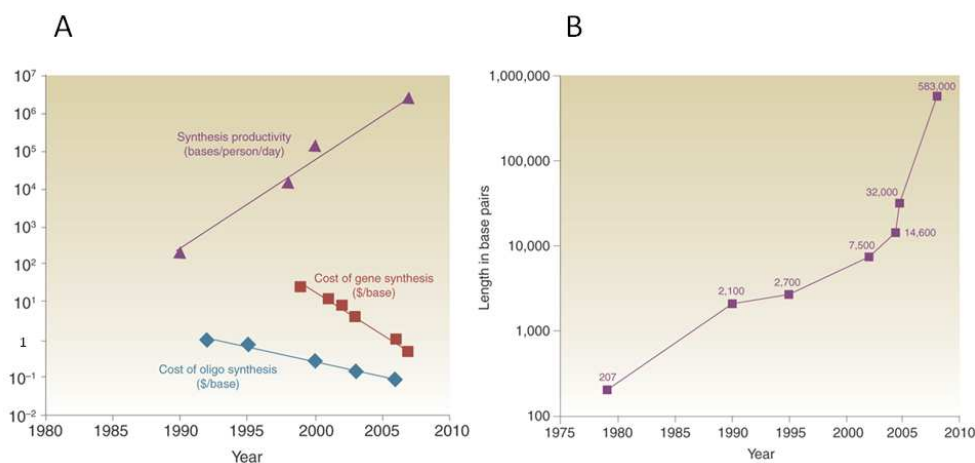 A
10⁷
10⁶
10⁵
10⁴
10³
10²
10¹
1
10⁻¹
10⁻²
Synthesis productivity
(bases/person/day)
Cost of gene synthesis
($/base)
Cost of oligo synthesis
($/base)
1980 1985 1990 1995 2000 2005 2010
Year
B
Length in base pairs
1,000,000
100,000
10,000
1,000
100
583,000
32,000
14,600
7,500
2,700
2,100
207
1975 1980 1985 1990 1995 2000 2005 2010
Year